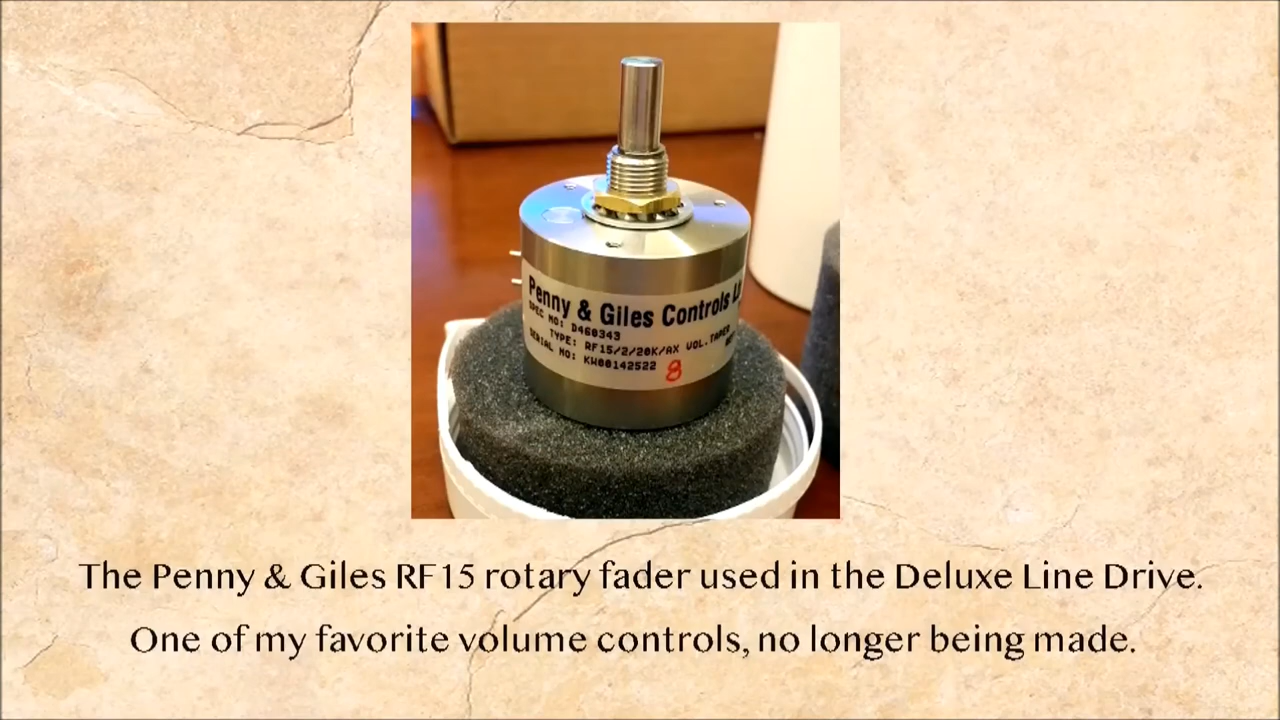 Penny & Giles Controls
SPEC NO: D460343
TYPE: RF15/2/20K/AX VOL.TAPER
SERIAL NO: KW00142522 8
The Penny & Giles RF15 rotary fader used in the Deluxe Line Drive.
One of my favorite volume controls, no longer being made.